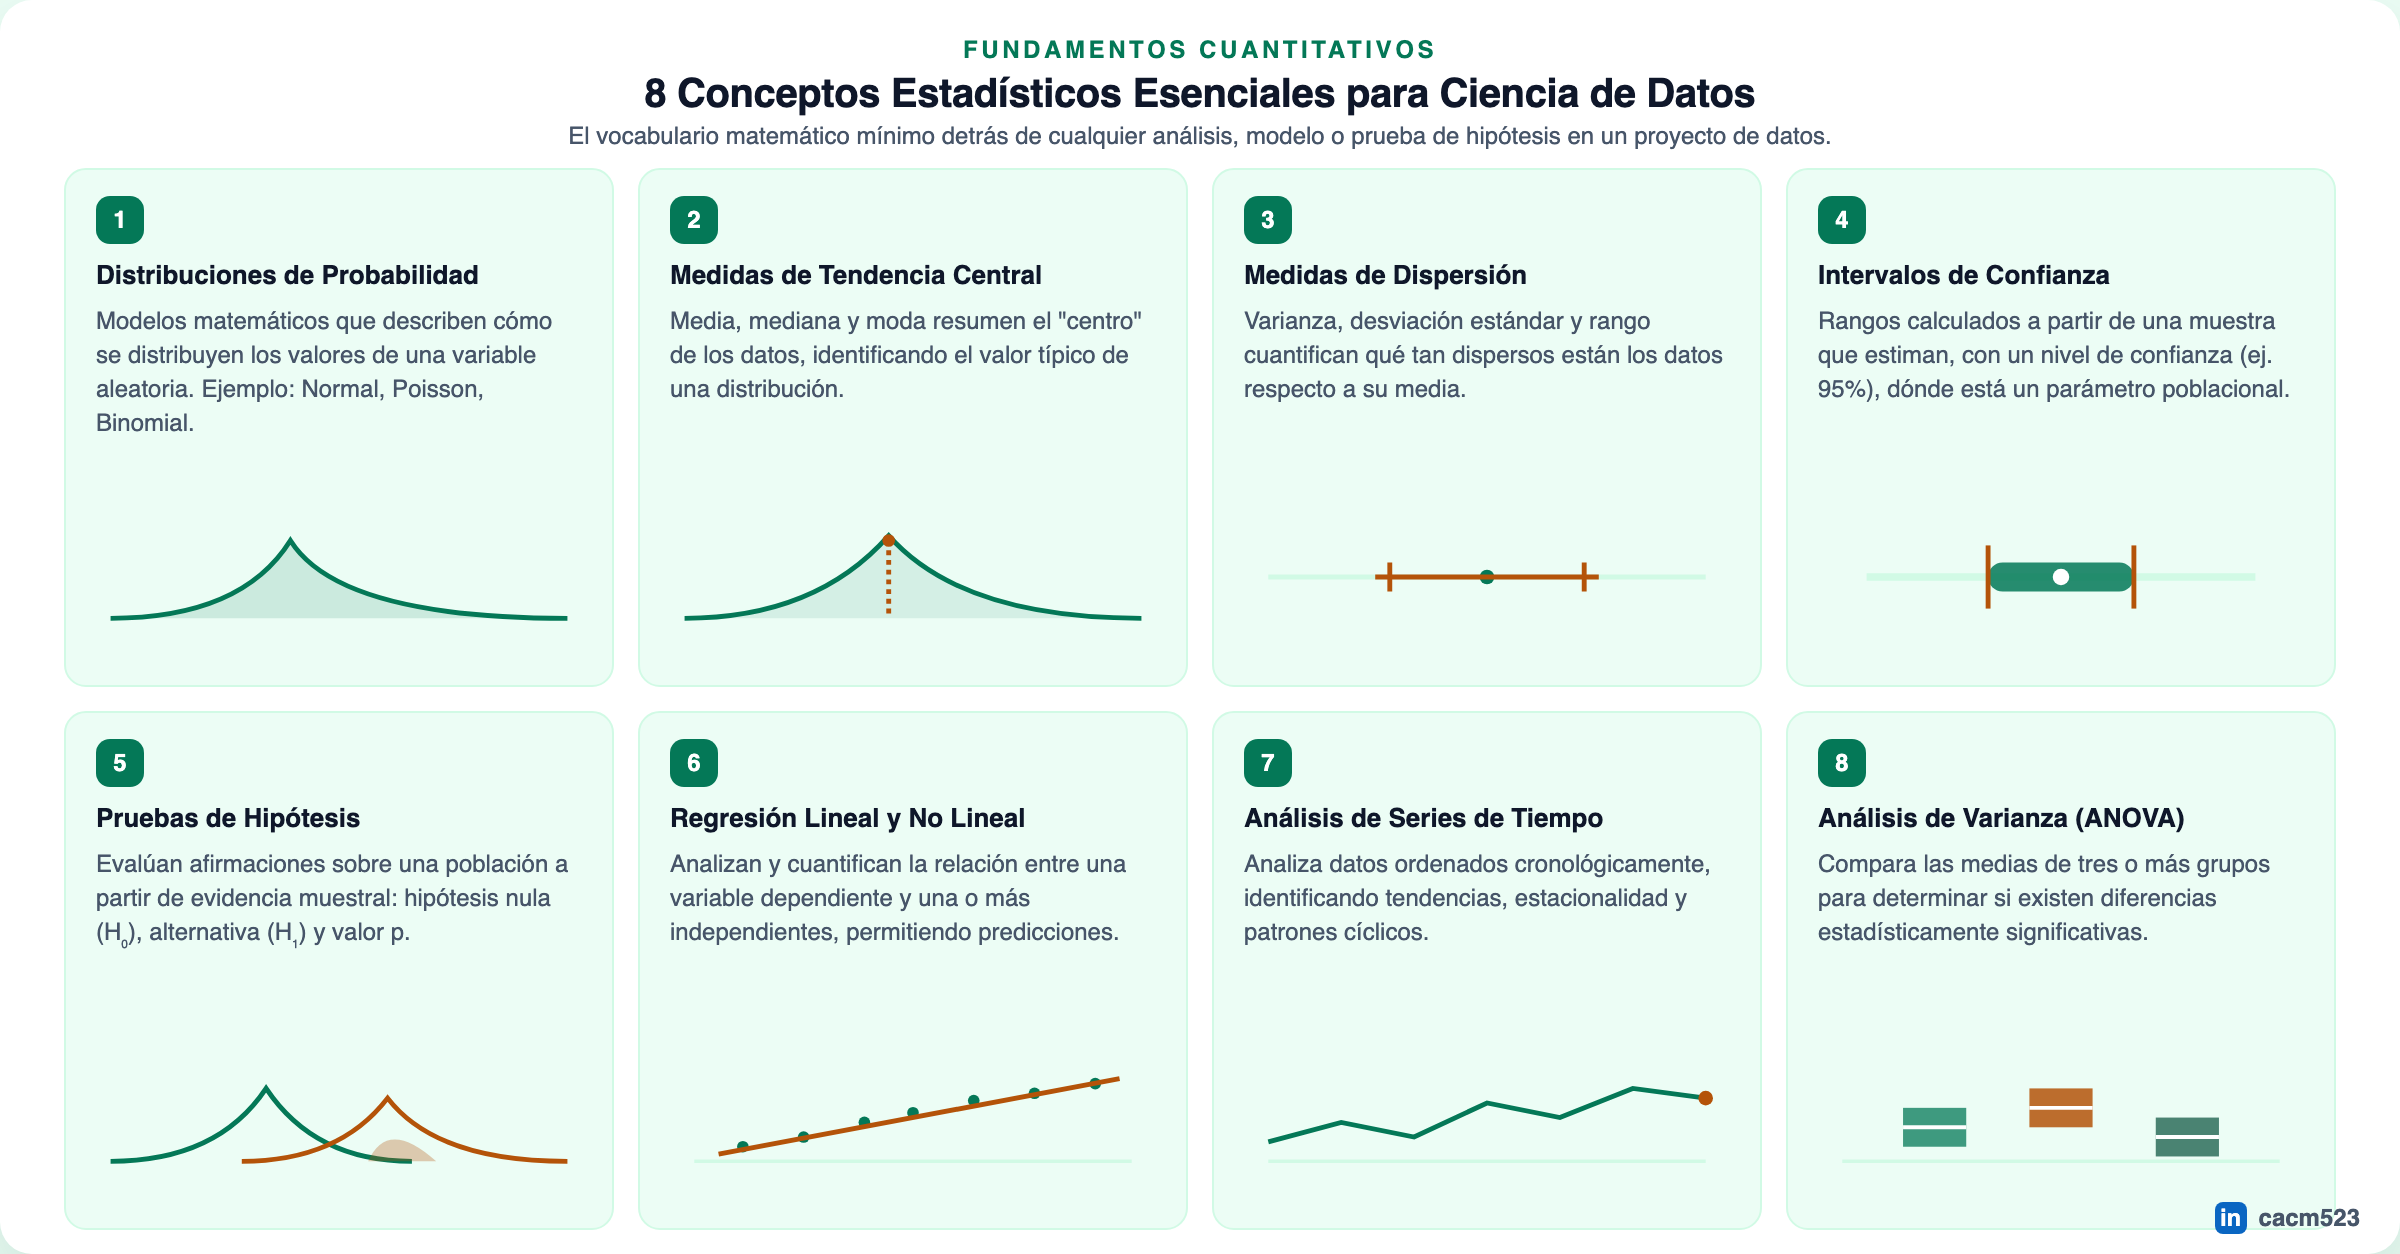 FUNDAMENTOS CUANTITATIVOS
8 Conceptos Estadísticos Esenciales para Ciencia de Datos
El vocabulario matemático mínimo detrás de cualquier análisis, modelo o prueba de hipótesis en un proyecto de datos.
1
Distribuciones de Probabilidad
Modelos matemáticos que describen cómo
se distribuyen los valores de una variable
aleatoria. Ejemplo: Normal, Poisson,
Binomial.
2
Medidas de Tendencia Central
Media, mediana y moda resumen el "centro"
de los datos, identificando el valor típico de
una distribución.
3
Medidas de Dispersión
Varianza, desviación estándar y rango
cuantifican qué tan dispersos están los datos
respecto a su media.
4
Intervalos de Confianza
Rangos calculados a partir de una muestra
que estiman, con un nivel de confianza (ej.
95%), dónde está un parámetro poblacional.
5
Pruebas de Hipótesis
Evalúan afirmaciones sobre una población a
partir de evidencia muestral: hipótesis nula
(H₀), alternativa (H₁) y valor p.
6
Regresión Lineal y No Lineal
Analizan y cuantifican la relación entre una
variable dependiente y una o más
independientes, permitiendo predicciones.
7
Análisis de Series de Tiempo
Analiza datos ordenados cronológicamente,
identificando tendencias, estacionalidad y
patrones cíclicos.
8
Análisis de Varianza (ANOVA)
Compara las medias de tres o más grupos
para determinar si existen diferencias
estadísticamente significativas.
in cacm523